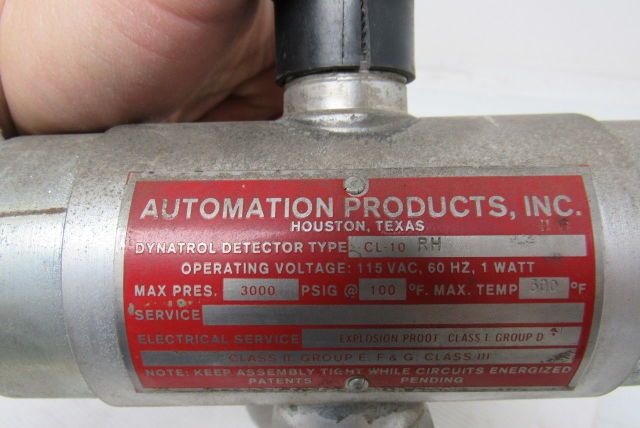 AUTOMATION PRODUCTS, INC.
HOUSTON, TEXAS
DYNATROL DETECTOR TYPE: CL-10 RH
OPERATING VOLTAGE: 115 VAC, 60 HZ, 1 WATT
MAX PRES. 3000 PSIG @ 100 °F. MAX. TEMP 300 °F
SERVICE
ELECTRICAL SERVICE EXPLOSION PROOF CLASS I, GROUP D
CLASS II, GROUP E, F & G, CLASS III
NOTE: KEEP ASSEMBLY TIGHT WHILE CIRCUITS ENERGIZED
PATENTS PENDING